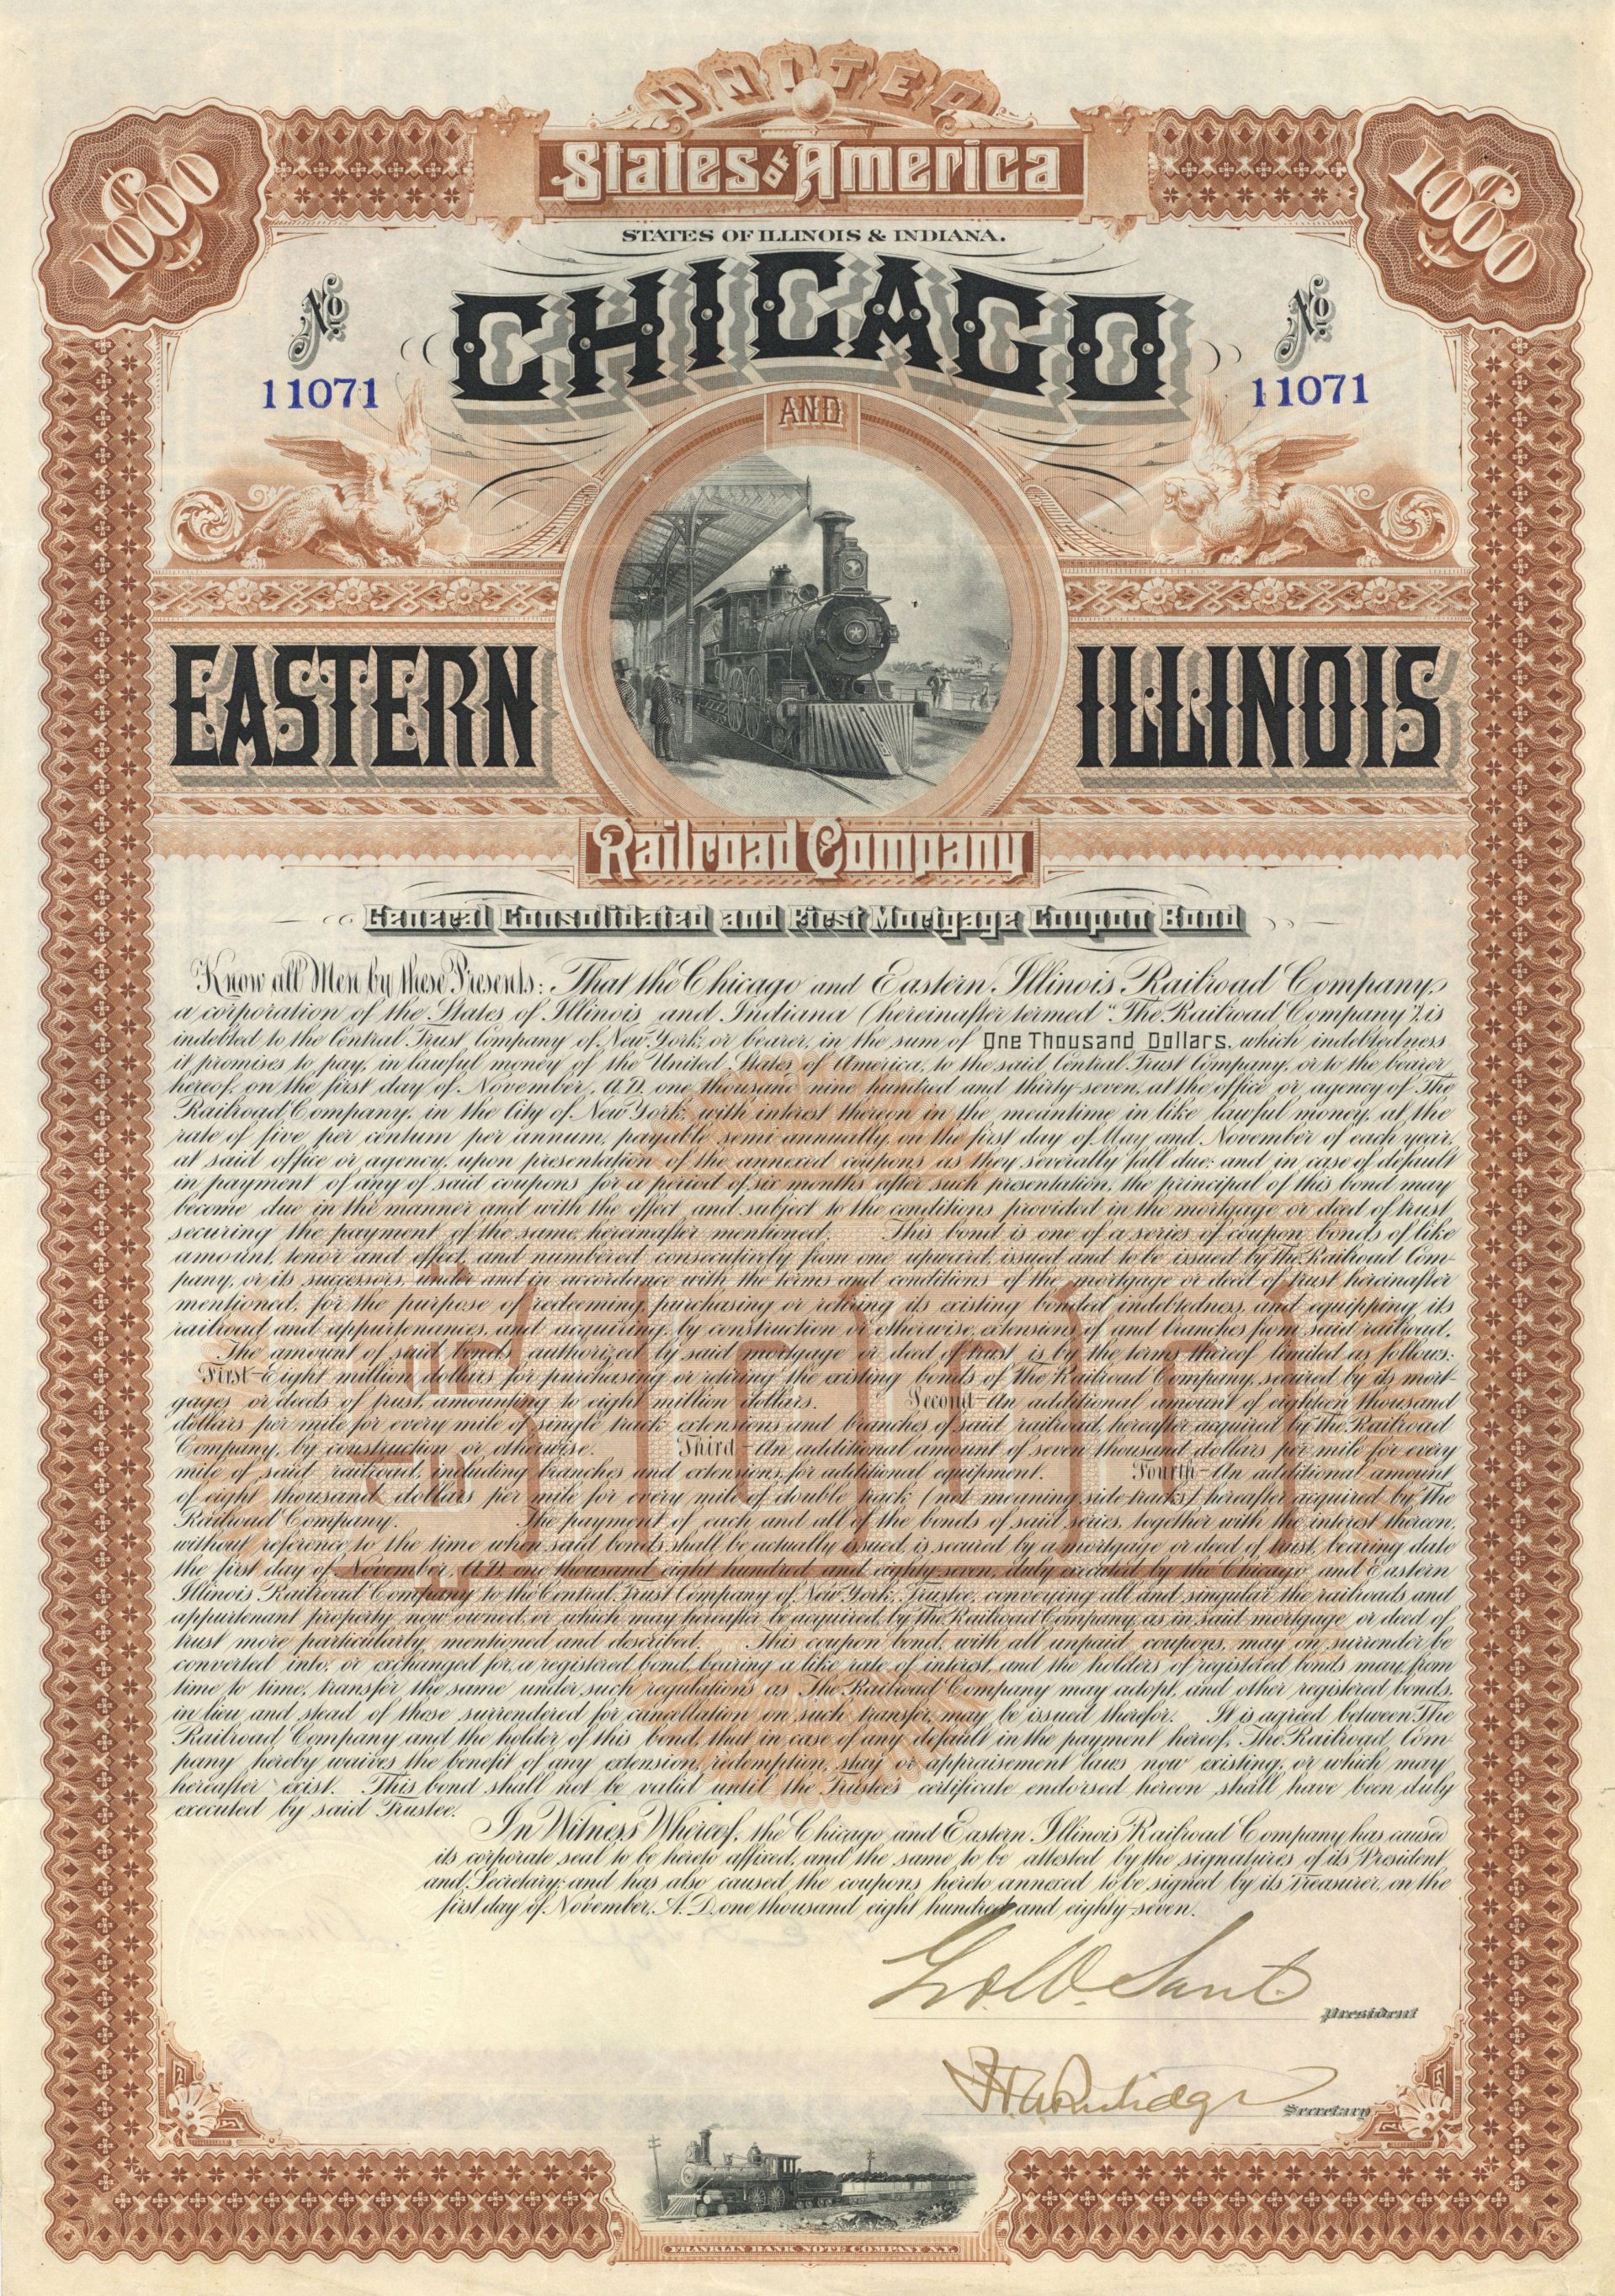 UNITED
States OF America
$1000
$1000
STATES OF ILLINOIS & INDIANA.
No
No
CHICAGO
11071
11071
AND
EASTERN
ILLINOIS
Railroad Company
General Consolidated and First Mortgage Coupon Bond
Know all Men by these Presents: That the Chicago and Eastern Illinois Railroad Company,
a corporation of the States of Illinois and Indiana (hereinafter termed "The Railroad Company") is
indebted to the Central Trust Company of New York, or bearer, in the sum of One Thousand Dollars, which indebtedness
it promises to pay, in lawful money of the United States of America, to the said Central Trust Company, or to the bearer
hereof, on the first day of November, A.D. one thousand nine hundred and thirty-seven, at the office or agency of The
Railroad Company, in the City of New York, with interest thereon in the meantime in like lawful money, at the
rate of five per centum per annum, payable semi-annually, on the first day of May and November of each year,
at said office or agency, upon presentation of the annexed coupons as they severally fall due; and in case of default
in payment of any of said coupons for a period of six months after such presentation, the principal of this bond may
become due in the manner and with the effect, and subject to the conditions provided in the mortgage or deed of trust
securing the payment of the same, hereinafter mentioned. This bond is one of a series of coupon bonds of like
amount, tenor and effect, and numbered consecutively from one upward, issued and to be issued by The Railroad Com-
pany, or its successors, under and in accordance with the terms and conditions of the mortgage or deed of trust hereinafter
mentioned, for the purpose of redeeming, purchasing or retiring its existing bonded indebtedness, and equipping its
railroad and appurtenances, and acquiring, by construction or otherwise, extensions of and branches from said railroad.
The amount of said bonds authorized by said mortgage or deed of trust is by the terms thereof limited as follows:
First–Eight million dollars for purchasing or retiring the existing bonds of The Railroad Company, secured by its mort-
gages or deeds of trust, amounting to eight million dollars. Second–An additional amount of eighteen thousand
dollars per mile for every mile of single track extensions and branches of said railroad, hereafter acquired by The Railroad
Company, by construction or otherwise. Third–An additional amount of seven thousand dollars per mile for every
mile of said railroad, including branches and extensions, for additional equipment. Fourth–An additional amount
of eight thousand dollars per mile for every mile of double track (not meaning side-tracks) hereafter acquired by The
Railroad Company. The payment of each and all of the bonds of said series, together with the interest thereon,
without reference to the time when said bonds shall be actually issued, is secured by a mortgage or deed of trust, bearing date
the first day of November, A.D. one thousand eight hundred and eighty-seven, duly executed by the Chicago and Eastern
Illinois Railroad Company to the Central Trust Company of New York, Trustee, conveying all and singular the railroads and
appurtenant property now owned, or which may hereafter be acquired, by The Railroad Company, as in said mortgage or deed of
trust more particularly mentioned and described. This coupon bond, with all unpaid coupons, may on surrender be
converted into, or exchanged for, a registered bond, bearing a like rate of interest, and the holders of registered bonds may, from
time to time, transfer the same under such regulations as The Railroad Company may adopt, and other registered bonds,
in lieu and stead of those surrendered for cancellation on such transfer, may be issued therefor. It is agreed between The
Railroad Company and the holder of this bond, that in case of any default in the payment hereof, The Railroad Com-
pany hereby waives the benefit of any extension, redemption, stay or appraisement laws now existing, or which may
hereafter exist. This bond shall not be valid until the Trustee's certificate endorsed hereon shall have been duly
executed by said Trustee.
In Witness Whereof, the Chicago and Eastern Illinois Railroad Company has caused
its corporate seal to be hereto affixed, and the same to be attested by the signatures of its President
and Secretary; and has also caused the coupons hereto annexed to be signed by its Treasurer, on the
first day of November, A.D. one thousand eight hundred and eighty-seven.
President
Secretary
FRANKLIN BANK NOTE COMPANY N.Y.